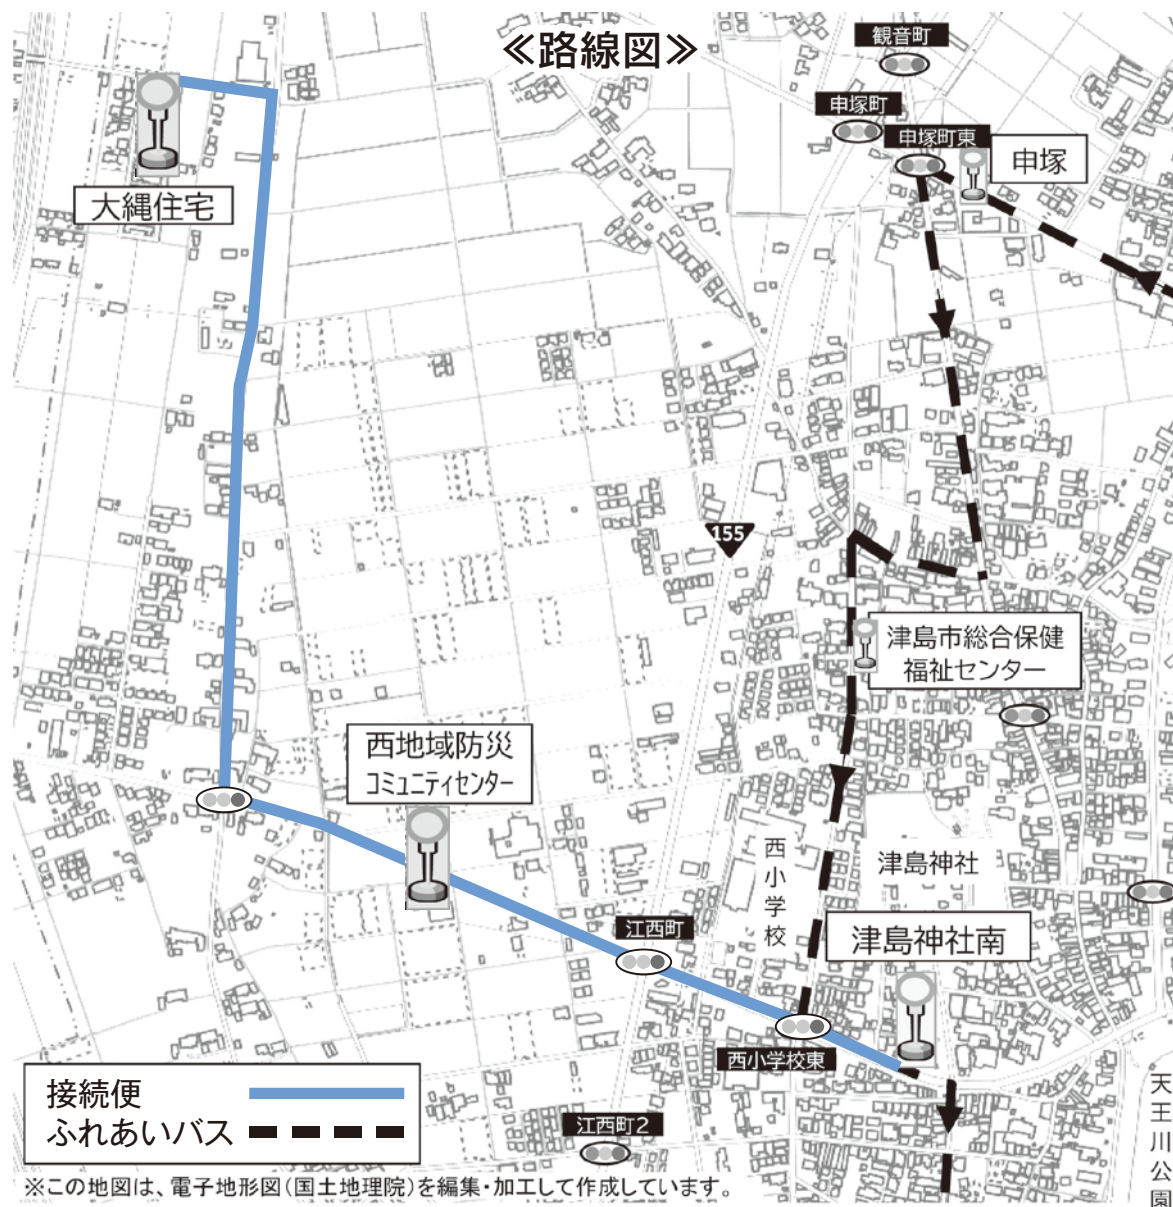 ≪路線図≫
観音町
申塚町
申塚町東
申塚
大縄住宅
155
津島市総合保健
福祉センター
西地域防災
コミュニティセンター
西小学校
津島神社
江西町
津島神社南
西小学校東
接続便
ふれあいバス
江西町2
天王川公園
※この地図は、電子地形図(国土地理院)を編集・加工して作成しています。